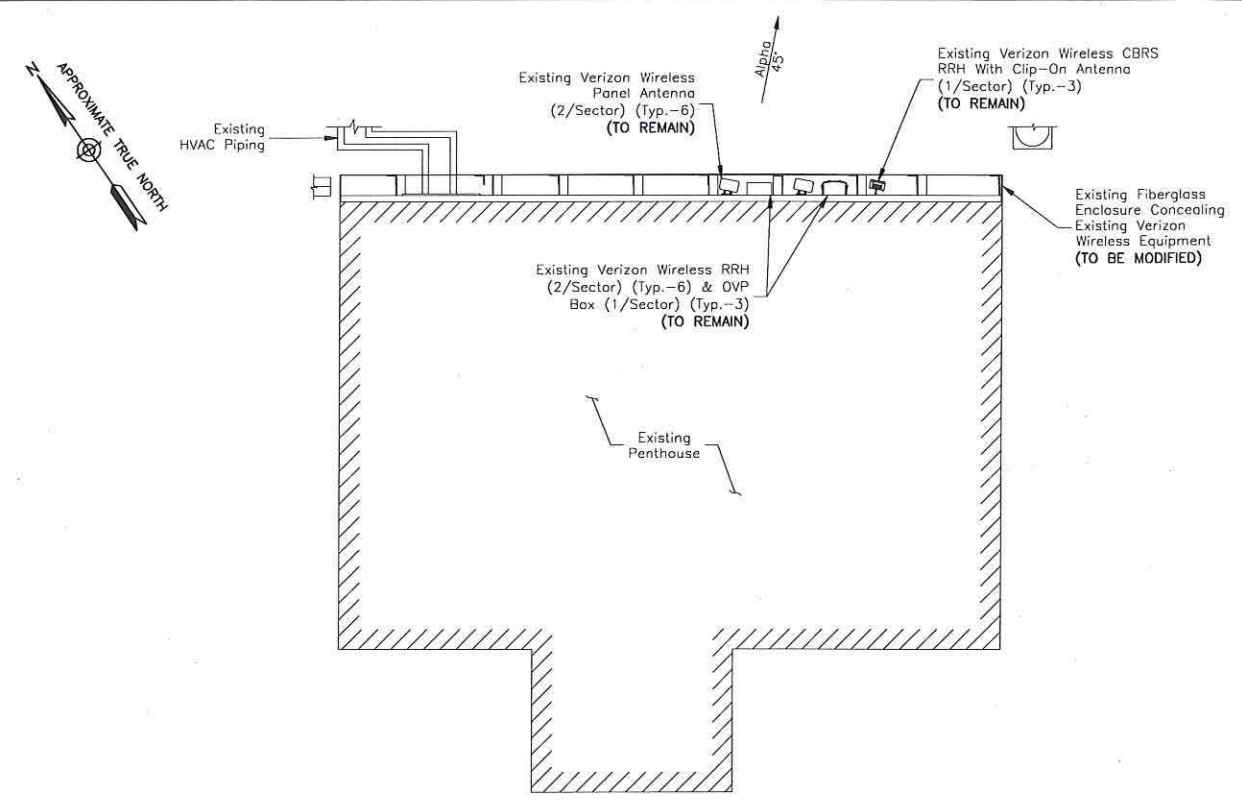 N
APPROXIMATE TRUE NORTH
Existing
HVAC Piping
Existing Verizon Wireless
Panel Antenna
(2/Sector) (Typ.-6)
(TO REMAIN)
Alpha
45°
Existing Verizon Wireless CBRS
RRH With Clip-On Antenna
(1/Sector) (Typ.-3)
(TO REMAIN)
Existing Fiberglass
Enclosure Concealing
Existing Verizon
Wireless Equipment
(TO BE MODIFIED)
Existing Verizon Wireless RRH
(2/Sector) (Typ.-6) & OVP
Box (1/Sector) (Typ.-3)
(TO REMAIN)
Existing
Penthouse